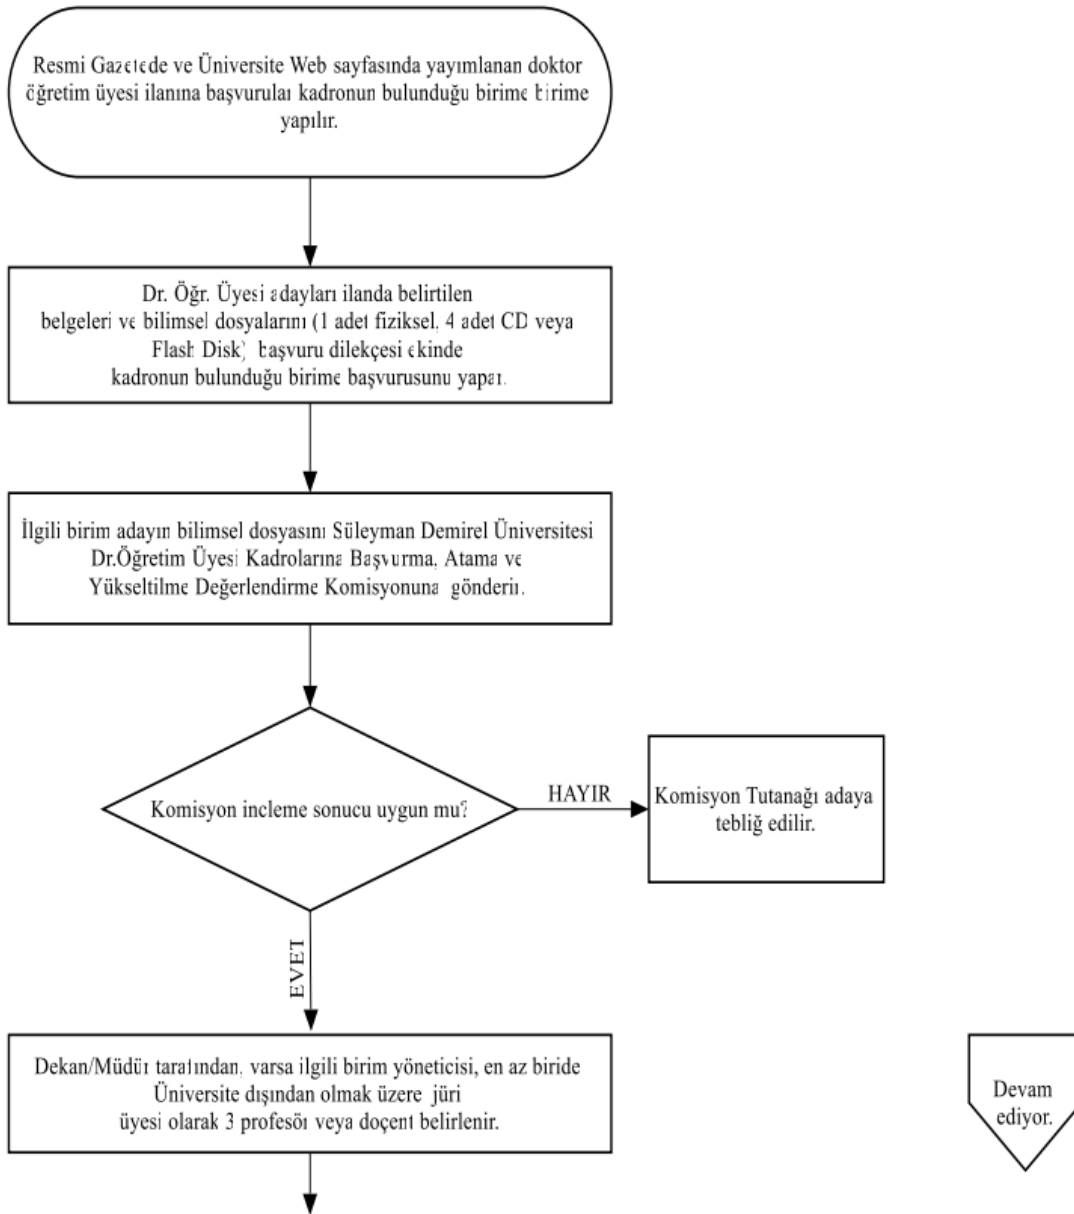 Resmi Gazetede ve Üniversite Web sayfasında yayımlanan doktor
öğretim üyesi ilanına başvurular kadronun bulunduğu birime birime
yapılır.
Dr. Öğr. Üyesi adayları ilanda belirtilen
belgeleri ve bilimsel dosyalarını (1 adet fiziksel, 4 adet CD veya
Flash Disk) başvuru dilekçesi ekinde
kadronun bulunduğu birime başvurusunu yapar.
İlgili birim adayın bilimsel dosyasını Süleyman Demirel Üniversitesi
Dr.Öğretim Üyesi Kadrolarına Başvurma, Atama ve
Yükseltilme Değerlendirme Komisyonuna gönderir.
Komisyon incleme sonucu uygun mu?
HAYIR
Komisyon Tutanağı adaya
tebliğ edilir.
EVET
Dekan/Müdür tarafından, varsa ilgili birim yöneticisi, en az biride
Üniversite dışından olmak üzere jüri
üyesi olarak 3 profesör veya doçent belirlenir.
Devam
ediyor.